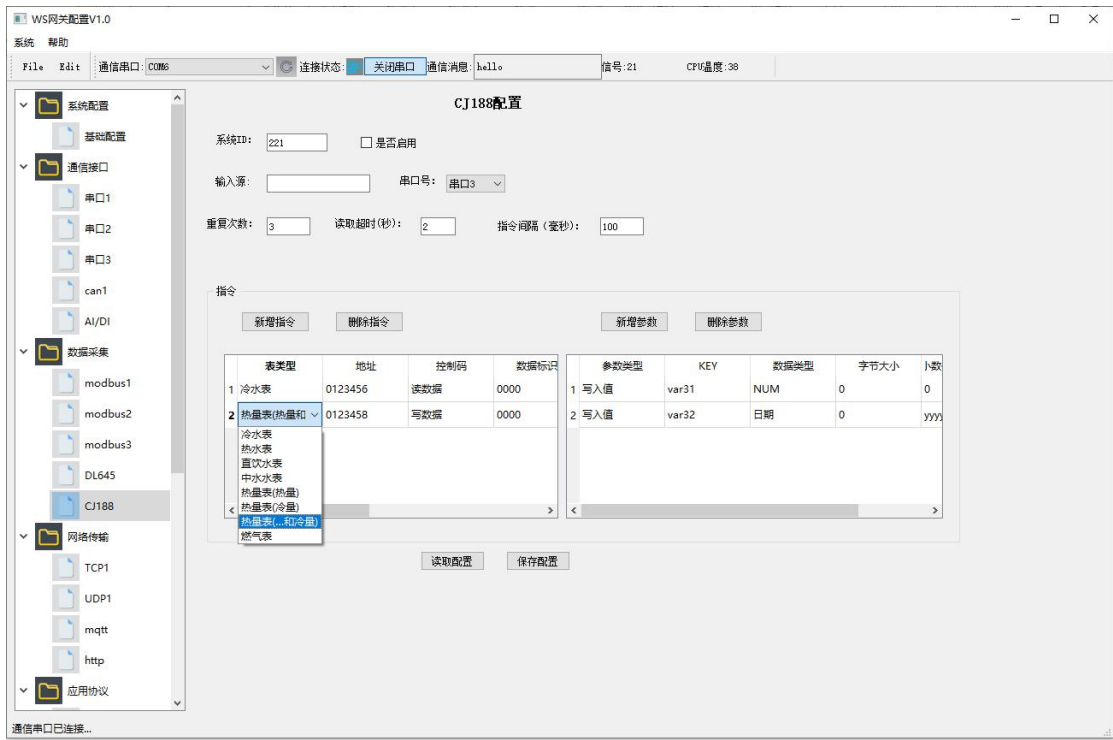 WS网关配置V1.0
系统 帮助
File Edit 通信串口: COM6 连接状态: 关闭串口 通信消息: hello 信号:21 CPU温度:38
系统配置
基础配置
通信接口
串口1
串口2
串口3
can1
AI/DI
数据采集
modbus1
modbus2
modbus3
DL645
CJ188
网络传输
TCP1
UDP1
mqtt
http
应用协议
CJ188配置
系统ID: 221 是否启用
输入源: 串口号: 串口3
重复次数: 3 读取超时(秒): 2 指令间隔（毫秒): 100
指令
新增指令 删除指令 新增参数 删除参数
表类型 地址 控制码 数据标识
1 冷水表 0123456 读数据 0000
2 热量表(热量和 0123458 写数据 0000
冷水表
热水表
直饮水表
中水水表
热量表(热量)
热量表(冷量)
热量表(...和冷量)
燃气表
参数类型 KEY 数据类型 字节大小 小数
1 写入值 var31 NUM 0 0
2 写入值 var32 日期 0 yyyy
读取配置 保存配置
通信串口已连接...